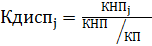 Кдисп_j = КНП_j / (КНП / КП)